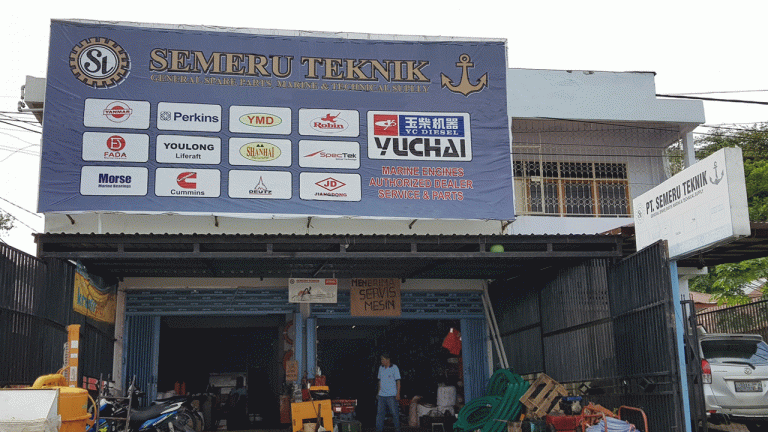 SEMERU TEKNIK
GENERAL SPARE PARTS, MARINE & TECHNICAL SUPPLY
YANMAR
Perkins
YMD
Robin
玉柴机器
YC DIESEL
YUCHAI
FADA
YOULONG
Liferaft
SHANHAI
SpecTek
Morse
Cummins
DEUTZ
JD
JIANGDONG
MARINE ENGINES
AUTHORIZED DEALER
SERVICE & PARTS
PT. SEMERU TEKNIK
MENERIMA
SERVIS
MESIN